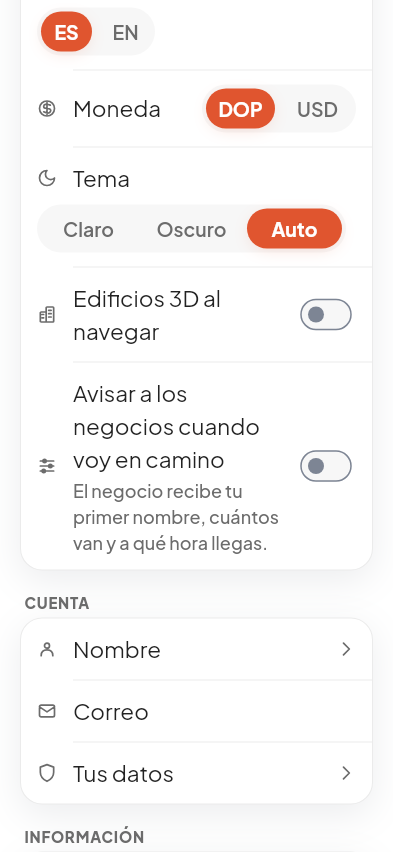 ES EN
Moneda DOP USD
Tema
Claro Oscuro Auto
Edificios 3D al
navegar
Avisar a los
negocios cuando
voy en camino
El negocio recibe tu
primer nombre, cuántos
van y a qué hora llegas.
CUENTA
Nombre
Correo
Tus datos
INFORMACIÓN